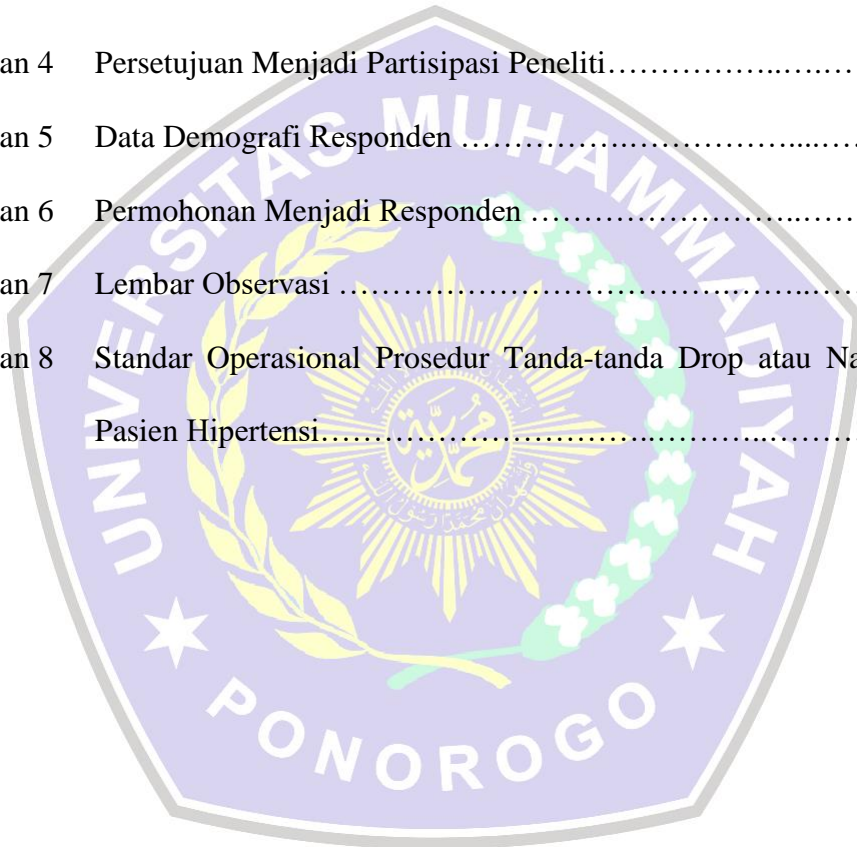 an 4 Persetujuan Menjadi Partisipasi Peneliti……………..….…
an 5 Data Demografi Responden …………….……………....…..
an 6 Permohonan Menjadi Responden ……………………..……
an 7 Lembar Observasi ……………………………….……..……
an 8 Standar Operasional Prosedur Tanda-tanda Drop atau Na
Pasien Hipertensi………………………….………..………
UNIVERSITAS MUHAMMADIYAH
PONOROGO
محمدية